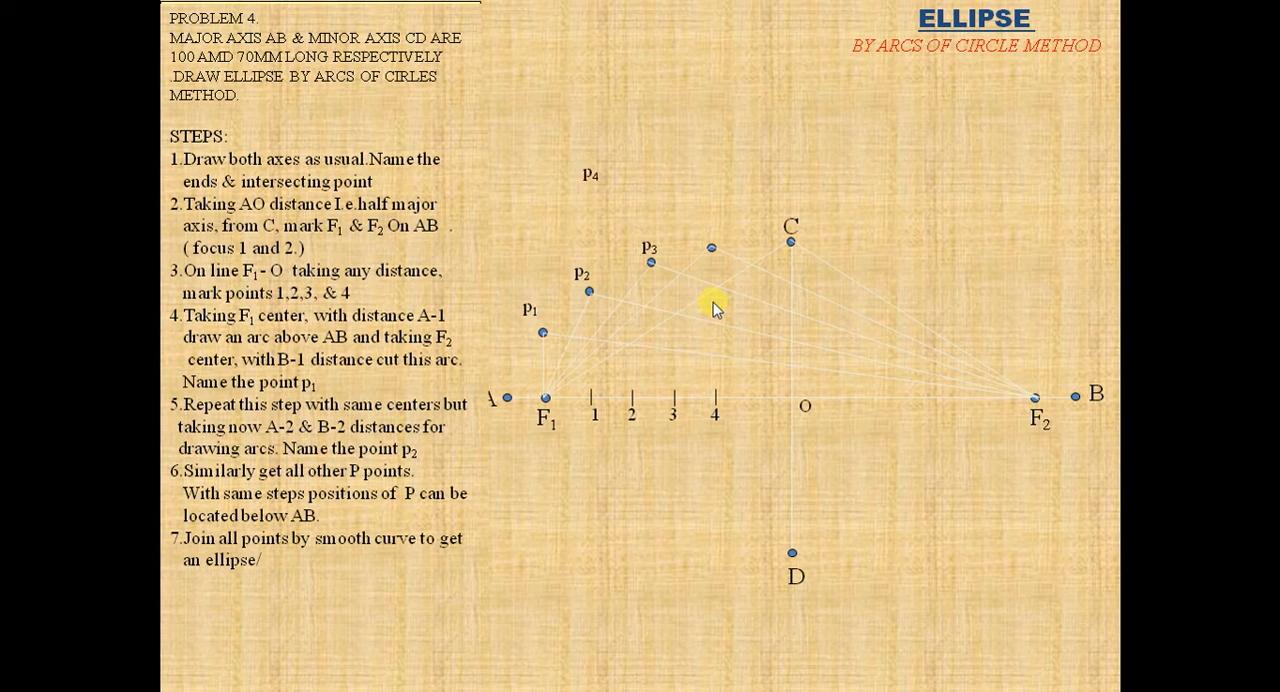 PROBLEM 4.
MAJOR AXIS AB & MINOR AXIS CD ARE
100 AMD 70MM LONG RESPECTIVELY
.DRAW ELLIPSE BY ARCS OF CIRLES
METHOD.
STEPS:
1.Draw both axes as usual.Name the
ends & intersecting point
2.Taking AO distance I.e.half major
axis, from C, mark F₁ & F₂ On AB .
( focus 1 and 2.)
3.On line F₁- O taking any distance,
mark points 1,2,3, & 4
4.Taking F₁ center, with distance A-1
draw an arc above AB and taking F₂
center, with B-1 distance cut this arc.
Name the point p₁
5.Repeat this step with same centers but
taking now A-2 & B-2 distances for
drawing arcs. Name the point p₂
6.Similarly get all other P points.
With same steps positions of P can be
located below AB.
7.Join all points by smooth curve to get
an ellipse/
ELLIPSE
BY ARCS OF CIRCLE METHOD
p₄
C
p₃
p₂
p₁
A
B
F₁
1
2
3
4
O
F₂
D